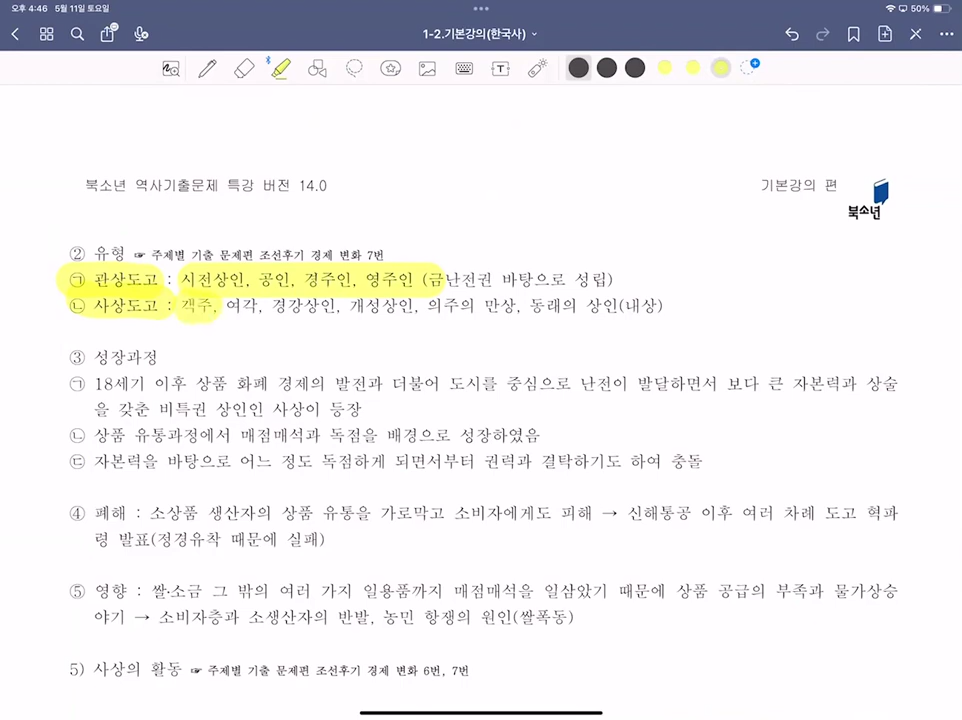 오후 4:46 5월 11일 토요일
50%
1-2.기본강의(한국사)
북소년 역사기출문제 특강 버전 14.0
기본강의 편
북소년
② 유형 ☞ 주제별 기출 문제편 조선후기 경제 변화 7번
㉠ 관상도고 : 시전상인, 공인, 경주인, 영주인 (금난전권 바탕으로 성립)
㉡ 사상도고 : 객주, 여각, 경강상인, 개성상인, 의주의 만상, 동래의 상인(내상)
③ 성장과정
㉠ 18세기 이후 상품 화폐 경제의 발전과 더불어 도시를 중심으로 난전이 발달하면서 보다 큰 자본력과 상술
을 갖춘 비특권 상인인 사상이 등장
㉡ 상품 유통과정에서 매점매석과 독점을 배경으로 성장하였음
㉢ 자본력을 바탕으로 어느 정도 독점하게 되면서부터 권력과 결탁하기도 하여 충돌
④ 폐해 : 소상품 생산자의 상품 유통을 가로막고 소비자에게도 피해 → 신해통공 이후 여러 차례 도고 혁파
령 발표(정경유착 때문에 실패)
⑤ 영향 : 쌀·소금 그 밖의 여러 가지 일용품까지 매점매석을 일삼았기 때문에 상품 공급의 부족과 물가상승
야기 → 소비자층과 소생산자의 반발, 농민 항쟁의 원인(쌀폭동)
5) 사상의 활동 ☞ 주제별 기출 문제편 조선후기 경제 변화 6번, 7번